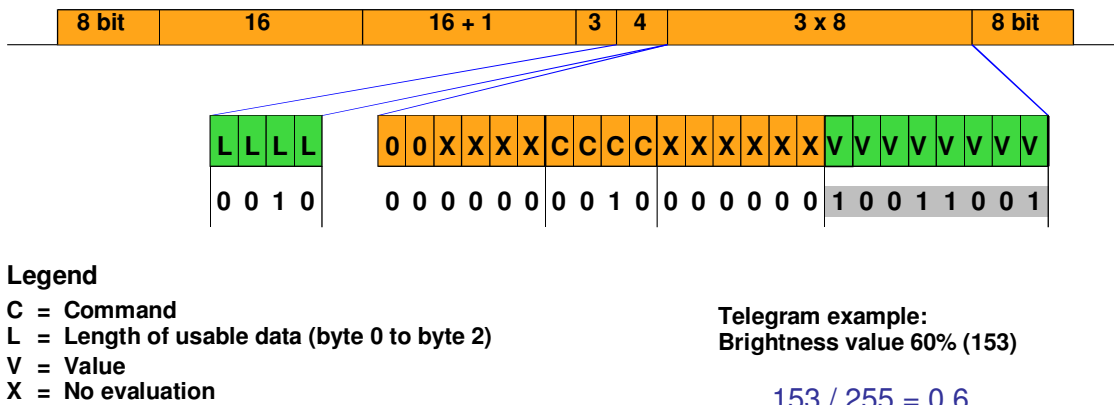 8 bit 16 16 + 1 3 4 3 x 8 8 bit
L L L L 0 0 X X X X C C C C X X X X X X V V V V V V V V
0 0 1 0 0 0 0 0 0 0 0 0 1 0 0 0 0 0 0 0 1 0 0 1 1 0 0 1
Legend
C = Command
L = Length of usable data (byte 0 to byte 2)
V = Value
X = No evaluation
Telegram example:
Brightness value 60% (153)
153 / 255 = 0.6